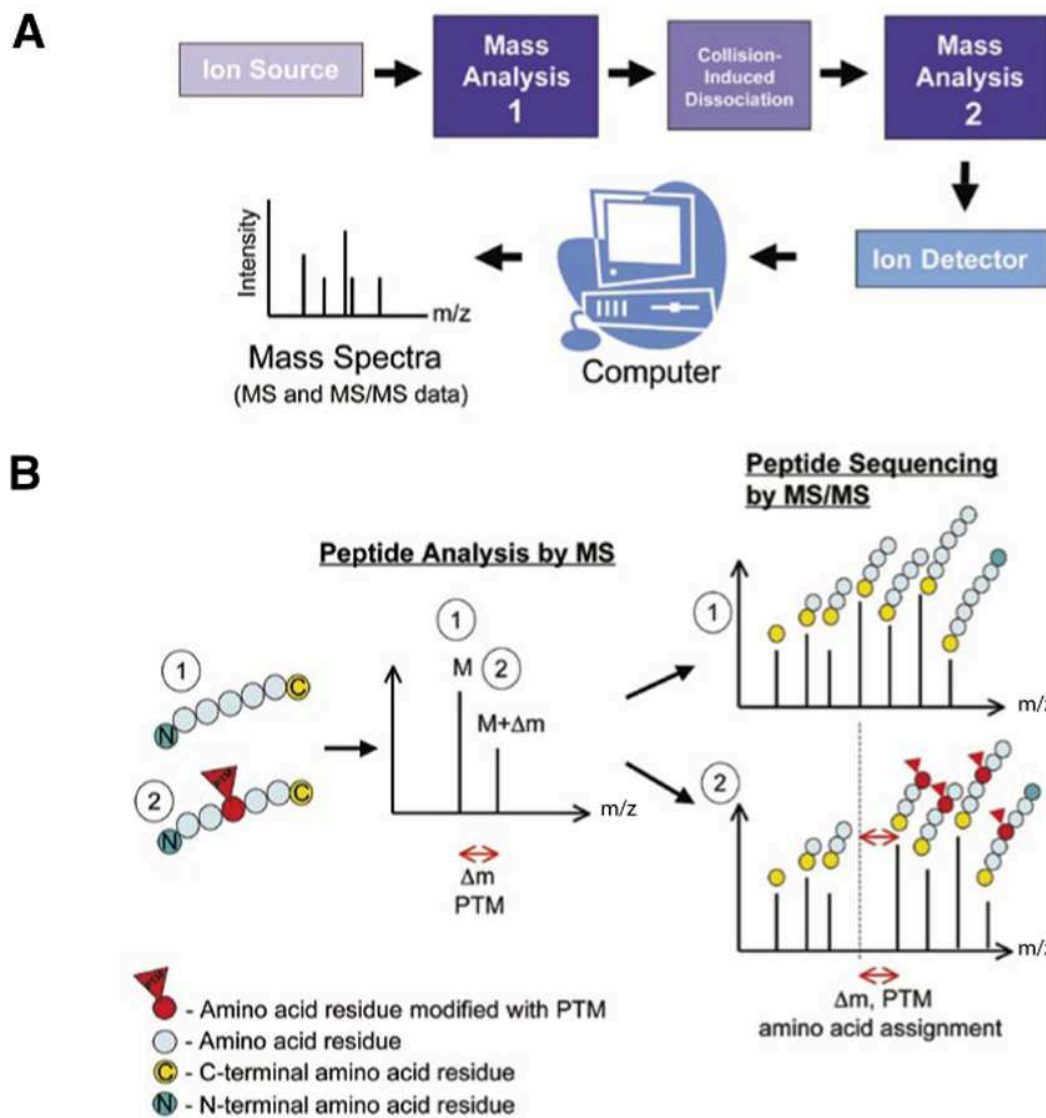 A
Ion Source
Mass
Analysis
1
Collision-
Induced
Dissociation
Mass
Analysis
2
Ion Detector
Computer
Intensity
m/z
Mass Spectra
(MS and MS/MS data)
B
Peptide Analysis by MS
Peptide Sequencing
by MS/MS
1
N
C
2
PTM
N
C
1
M
2
M+Δm
m/z
Δm
PTM
1
m/z
2
m/z
Δm, PTM
amino acid assignment
PTM
- Amino acid residue modified with PTM
- Amino acid residue
C - C-terminal amino acid residue
N - N-terminal amino acid residue